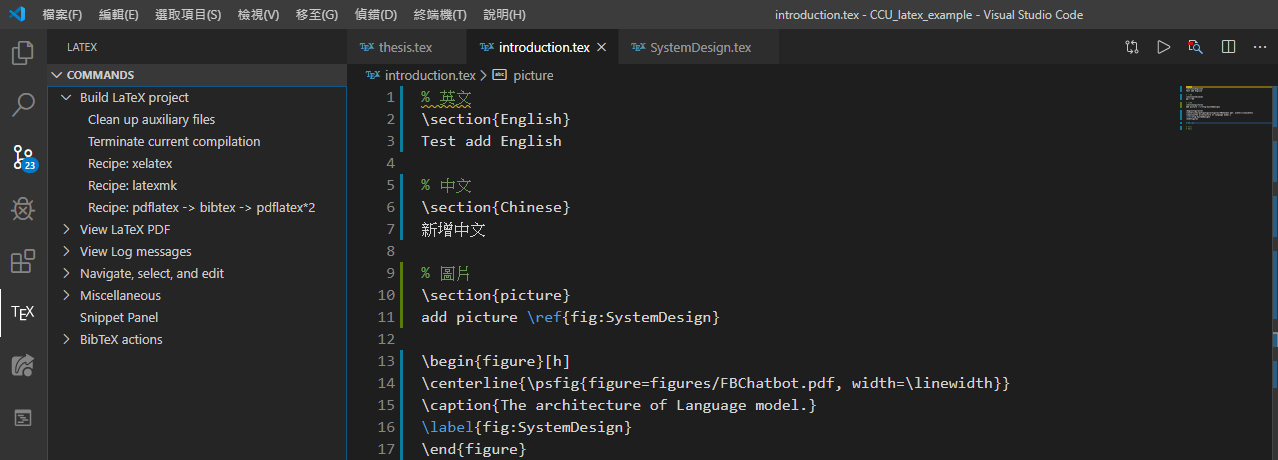 檔案(F) 編輯(E) 選取項目(S) 檢視(V) 移至(G) 偵錯(D) 終端機(T) 說明(H) introduction.tex - CCU_latex_example - Visual Studio Code
LATEX
TEX thesis.tex TEX introduction.tex × TEX SystemDesign.tex ···
COMMANDS
TEX introduction.tex > abc picture
Build LaTeX project
Clean up auxiliary files
Terminate current compilation
Recipe: xelatex
Recipe: latexmk
Recipe: pdflatex -> bibtex -> pdflatex*2
View LaTeX PDF
View Log messages
Navigate, select, and edit
Miscellaneous
Snippet Panel
BibTeX actions
23
TEX
1 % 英文
2 \section{English}
3 Test add English
4
5 % 中文
6 \section{Chinese}
7 新增中文
8
9 % 圖片
10 \section{picture}
11 add picture \ref{fig:SystemDesign}
12
13 \begin{figure}[h]
14 \centerline{\psfig{figure=figures/FBChatbot.pdf, width=\linewidth}}
15 \caption{The architecture of Language model.}
16 \label{fig:SystemDesign}
17 \end{figure}